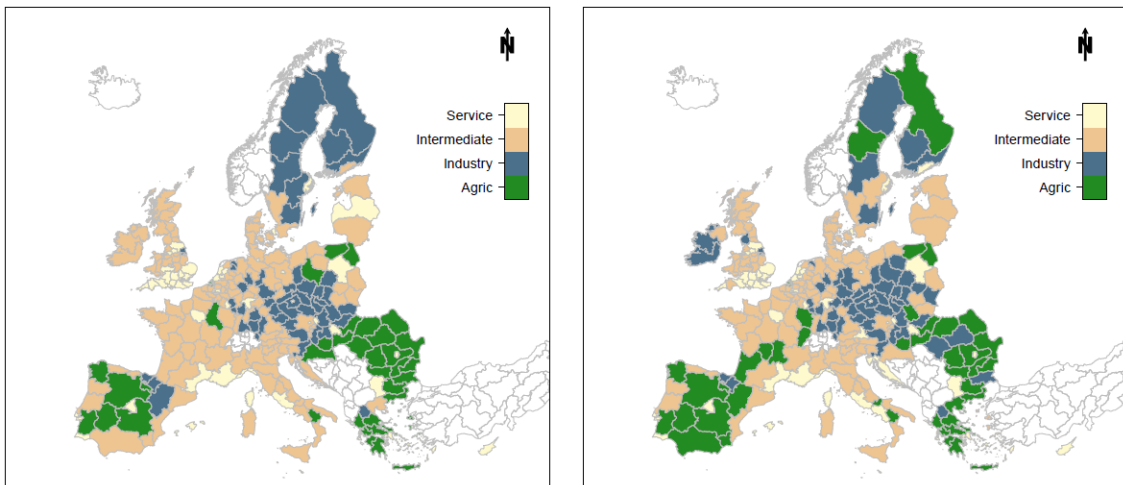 N
Service
Intermediate
Industry
Agric
N
Service
Intermediate
Industry
Agric